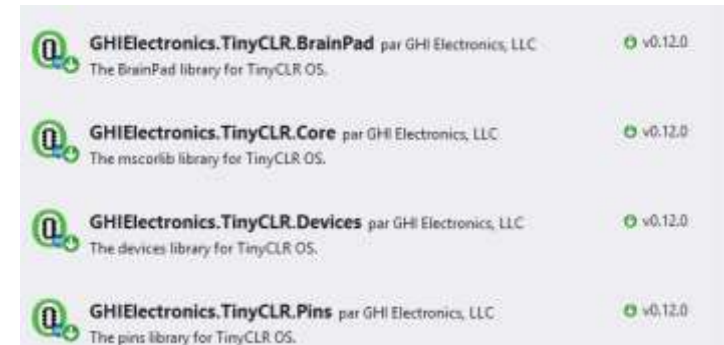 GHIElectronics.TinyCLR.BrainPad par GHI Electronics, LLC v0.12.0
The BrainPad library for TinyCLR OS.
GHIElectronics.TinyCLR.Core par GHI Electronics, LLC v0.12.0
The mscorlib library for TinyCLR OS.
GHIElectronics.TinyCLR.Devices par GHI Electronics, LLC v0.12.0
The devices library for TinyCLR OS.
GHIElectronics.TinyCLR.Pins par GHI Electronics, LLC v0.12.0
The pins library for TinyCLR OS.